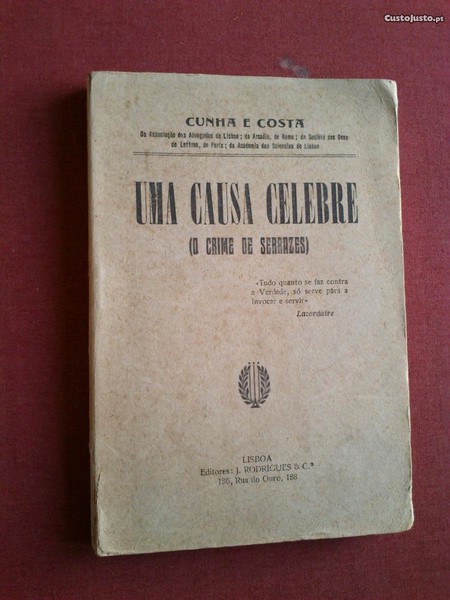 CustoJusto.pt
CUNHA E COSTA
Da Associação dos Advogados de Lisboa; da Arcadia, de Roma; da Société des Gens
de Lettres, de Paris; da Academia das Sciencias de Lisboa
UMA CAUSA CELEBRE
(O CRIME DE SERRAZES)
«Tudo quanto se faz contra
a Verdade, só serve pára a
invocar e servir»
Lacordaire
LISBOA
Editores: J. RODRIGUES & C.ª
186, Rua do Ouro, 188